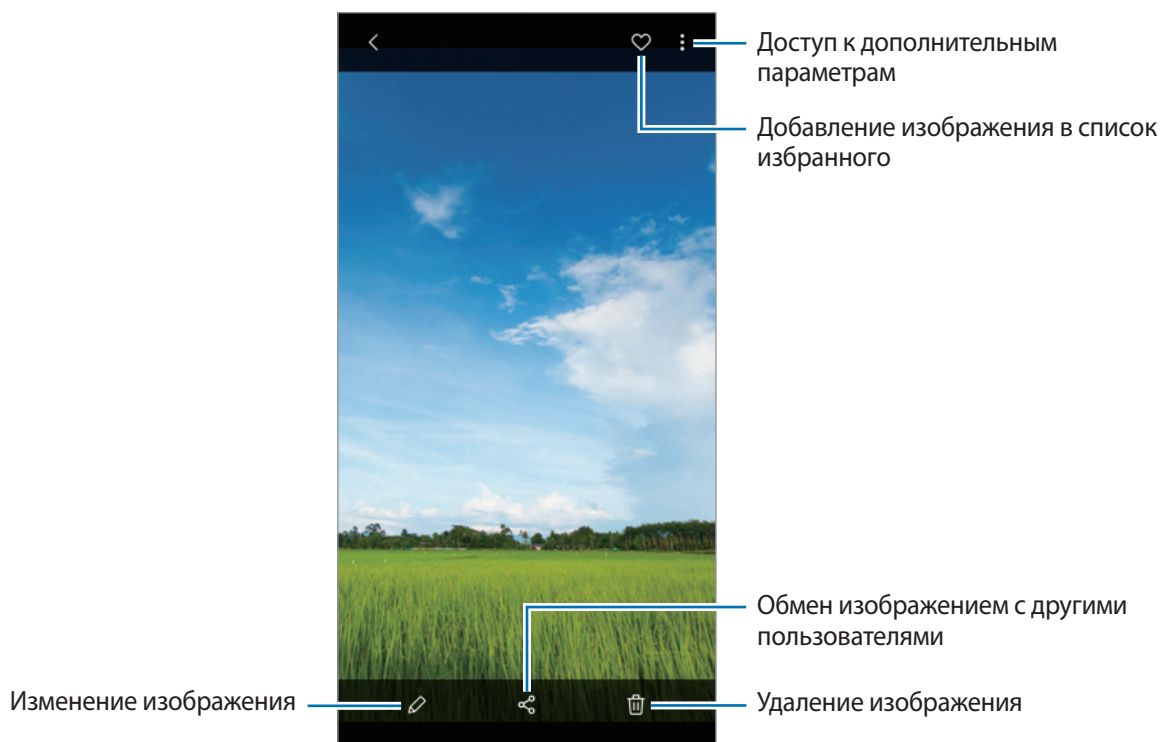 Доступ к дополнительным
параметрам
Добавление изображения в список
избранного
Обмен изображением с другими
пользователями
Изменение изображения
Удаление изображения